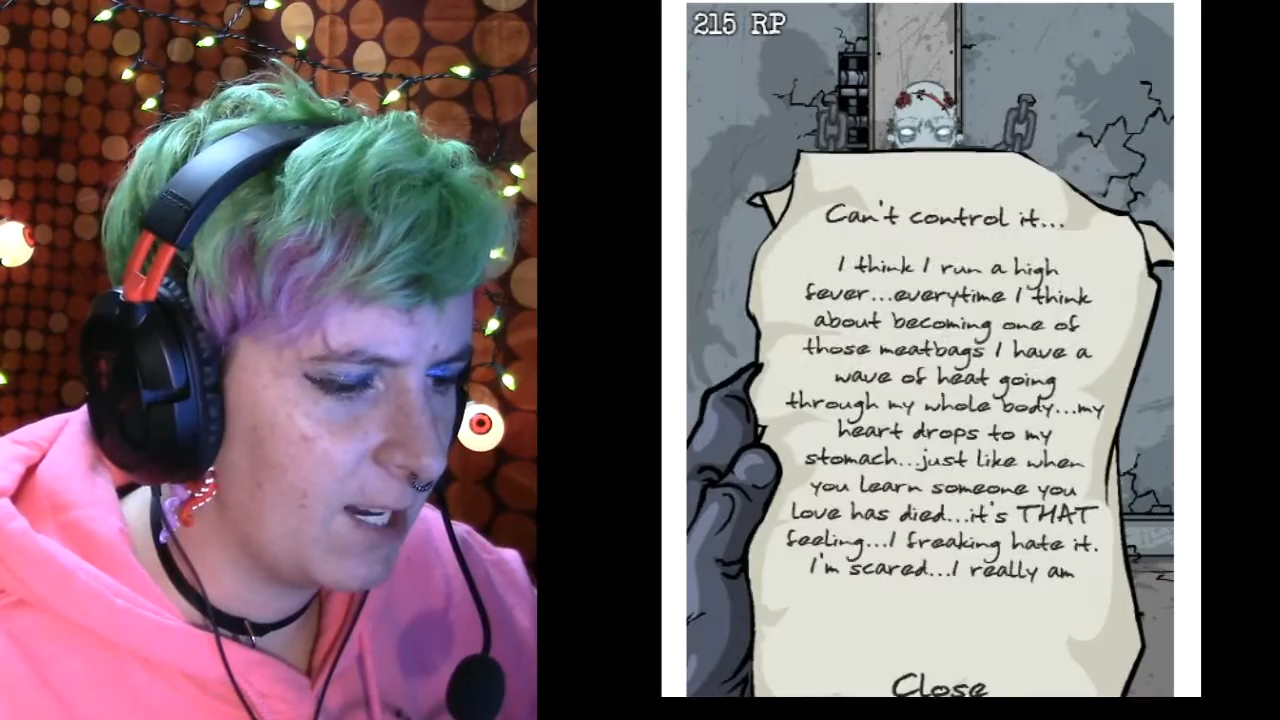 215 RP
Can't control it...
I think I run a high
fever...everytime I think
about becoming one of
those meatbags I have a
wave of heat going
through my whole body...my
heart drops to my
stomach...just like when
you learn someone you
love has died...it's THAT
feeling...I freaking hate it.
I'm scared...I really am
Close